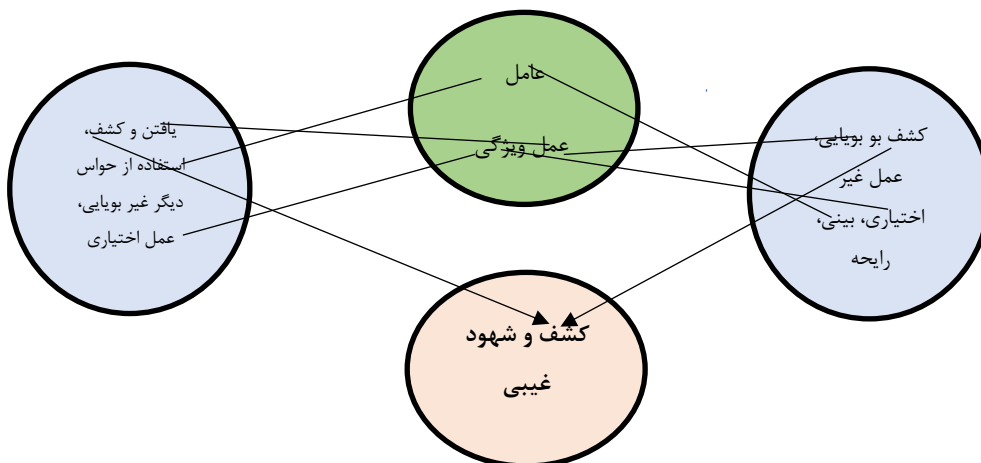 عامل
عمل ویژگی
کشف بو بویایی،
عمل غیر
اختیاری، بینی،
رایحه
یافتن و کشف،
استفاده از حواس
دیگر غیر بویایی،
عمل اختیاری
کشف و شهود
غیبی